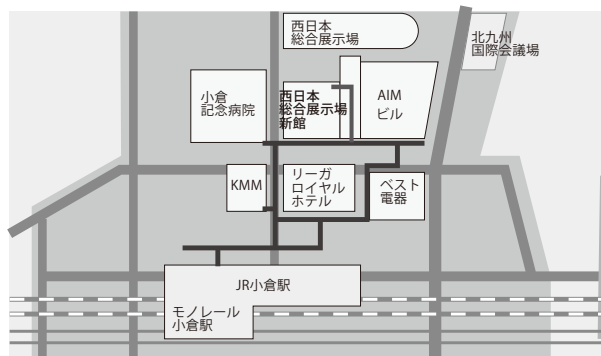 西日本
総合展示場
北九州
国際会議場
小倉
記念病院
西日本
総合展示場
新館
AIM
ビル
KMM
リーガ
ロイヤル
ホテル
ベスト
電器
JR小倉駅
モノレール
小倉駅